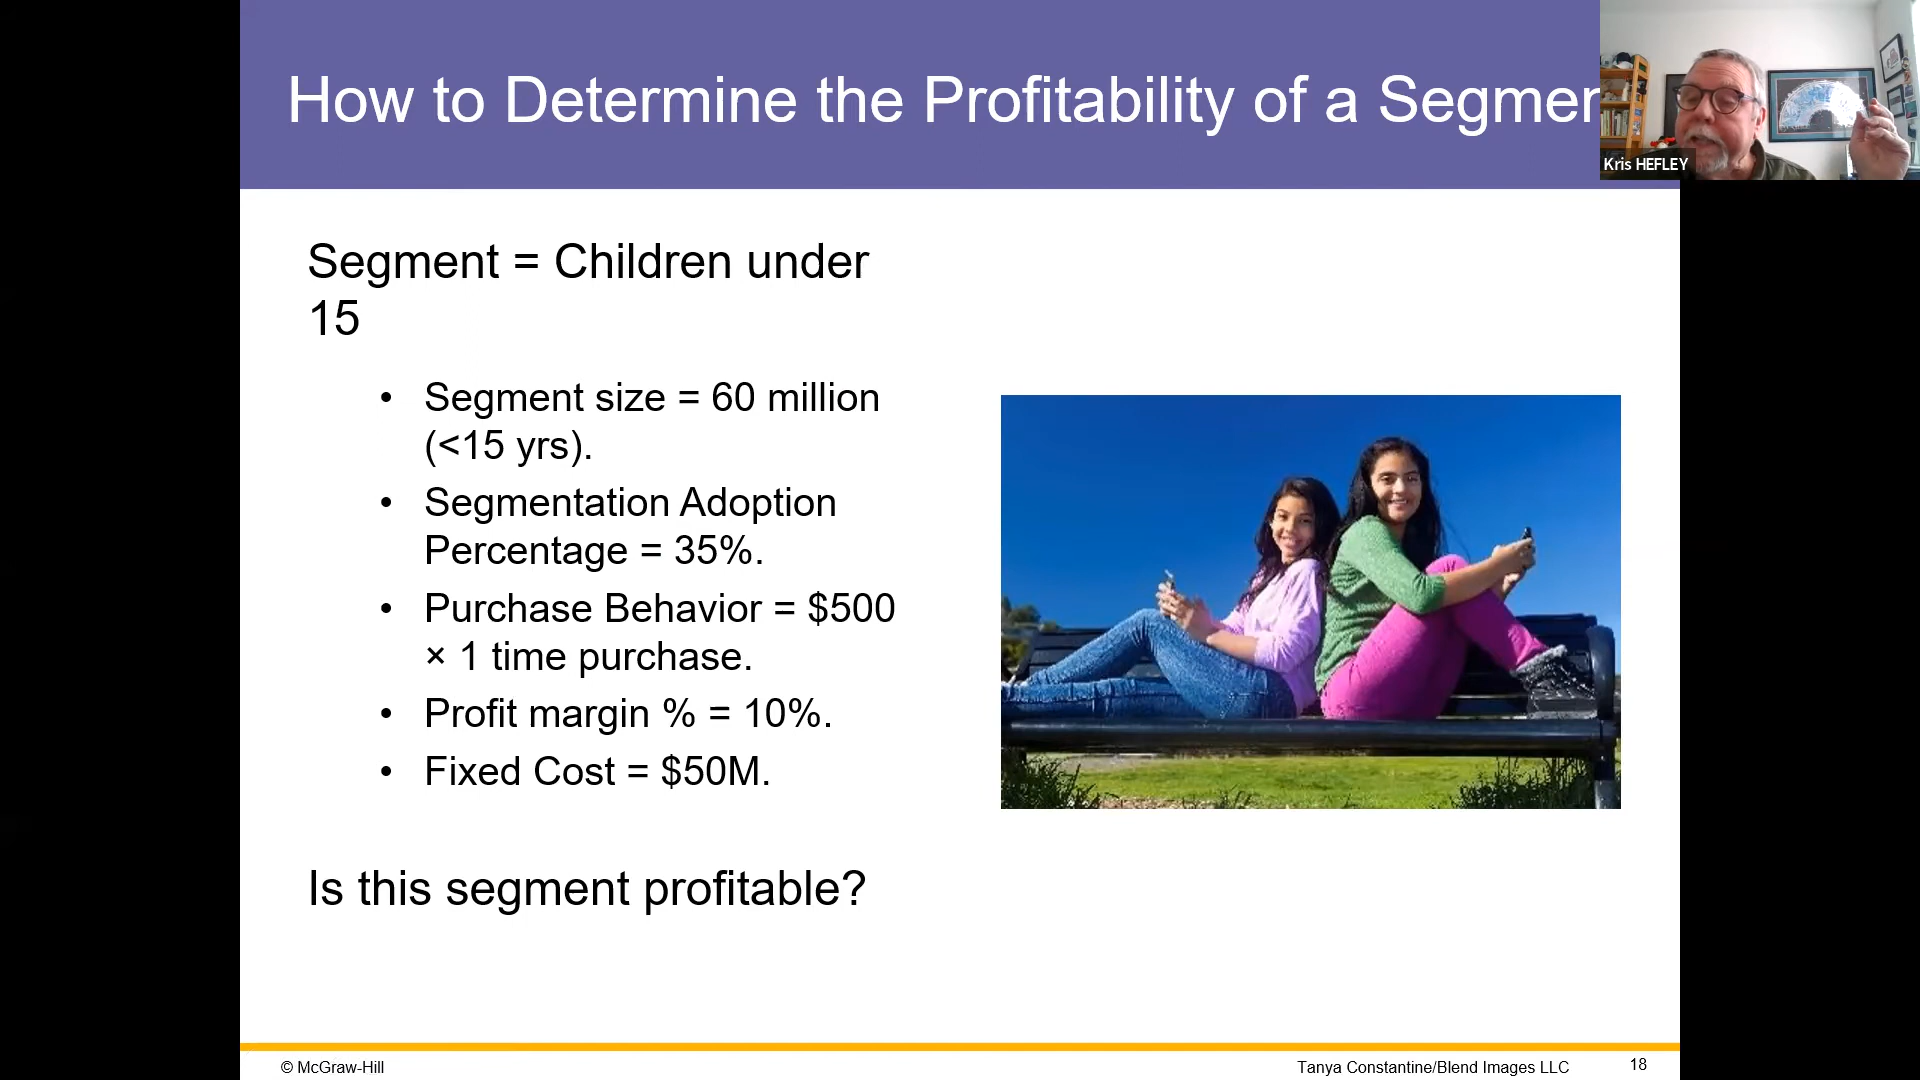 How to Determine the Profitability of a Segmen
Kris HEFLEY
Segment = Children under
15
• Segment size = 60 million
(<15 yrs).
• Segmentation Adoption
Percentage = 35%.
• Purchase Behavior = $500
× 1 time purchase.
• Profit margin % = 10%.
• Fixed Cost = $50M.
Is this segment profitable?
© McGraw-Hill
Tanya Constantine/Blend Images LLC
18